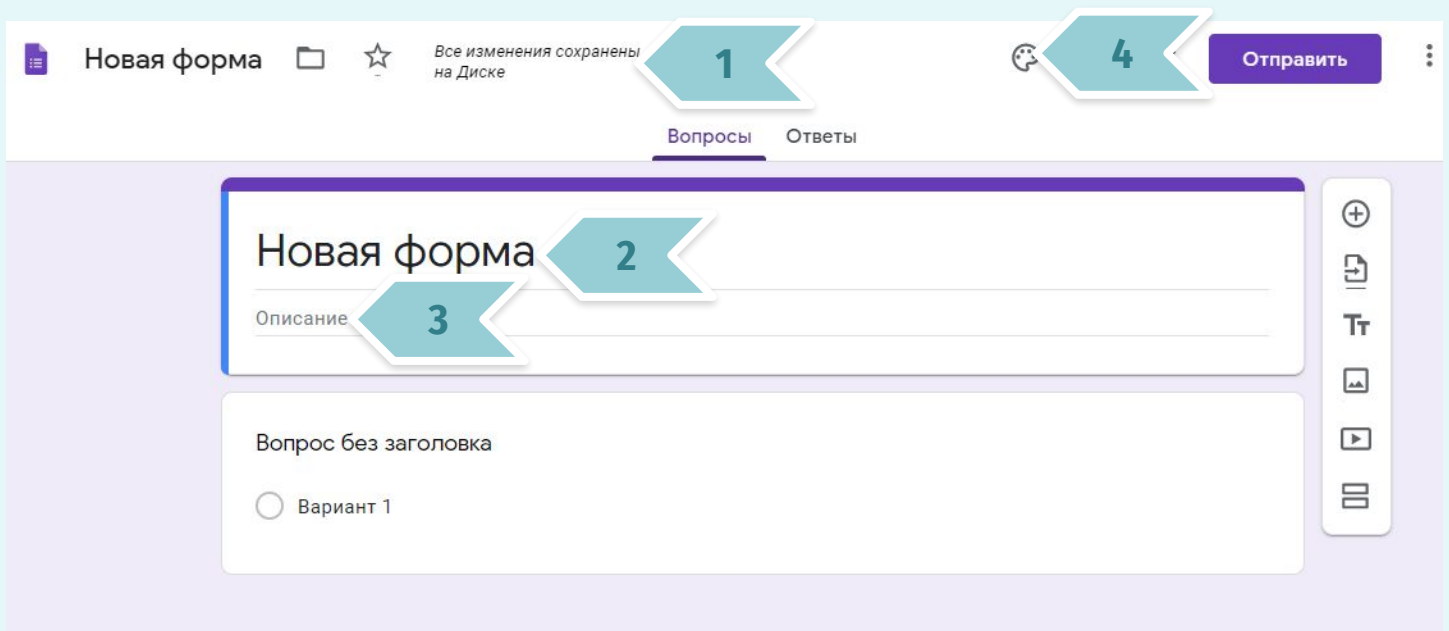 Новая форма
Все изменения сохранены
на Диске
1
4
Отправить
Вопросы Ответы
Новая форма
2
Описание
3
Тт
Вопрос без заголовка
Вариант 1